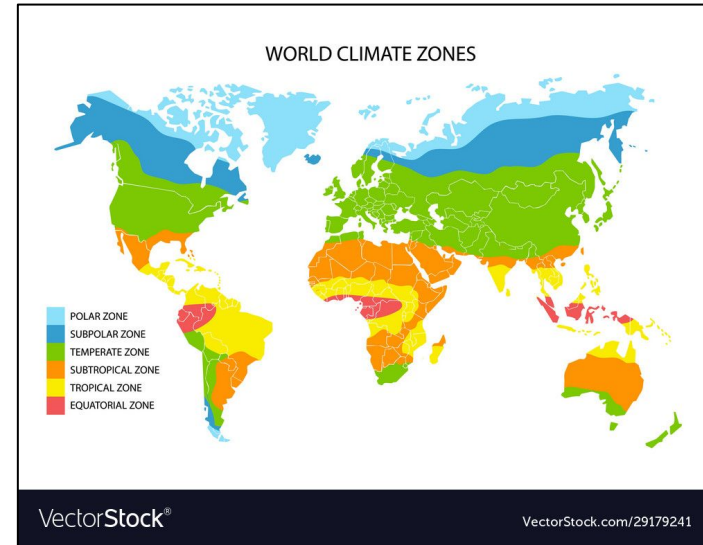 WORLD CLIMATE ZONES
POLAR ZONE
SUBPOLAR ZONE
TEMPERATE ZONE
SUBTROPICAL ZONE
TROPICAL ZONE
EQUATORIAL ZONE
VectorStock®
VectorStock.com/29179241